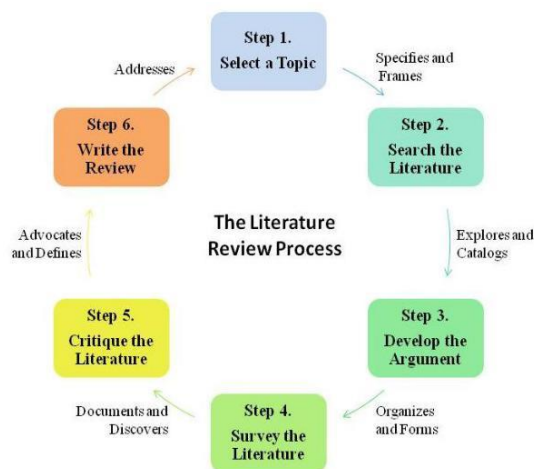 Step 1.
Select a Topic
Specifies and
Frames
Step 2.
Search the
Literature
Explores and
Catalogs
Step 3.
Develop the
Argument
Organizes
and Forms
Step 4.
Survey the
Literature
Documents and
Discovers
Step 5.
Critique the
Literature
Advocates
and Defines
Step 6.
Write the
Review
Addresses
The Literature
Review Process